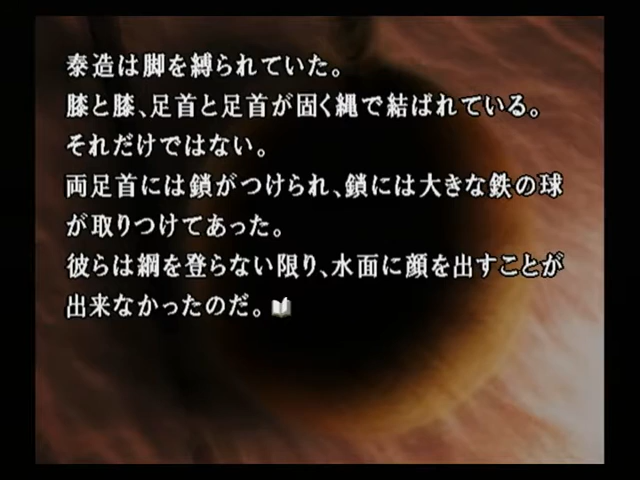 泰造は脚を縛られていた。
膝と膝、足首と足首が固く縄で結ばれている。
それだけではない。
両足首には鎖がつけられ、鎖には大きな鉄の球
が取りつけてあった。
彼らは綱を登らない限り、水面に顔を出すことが
出来なかったのだ。